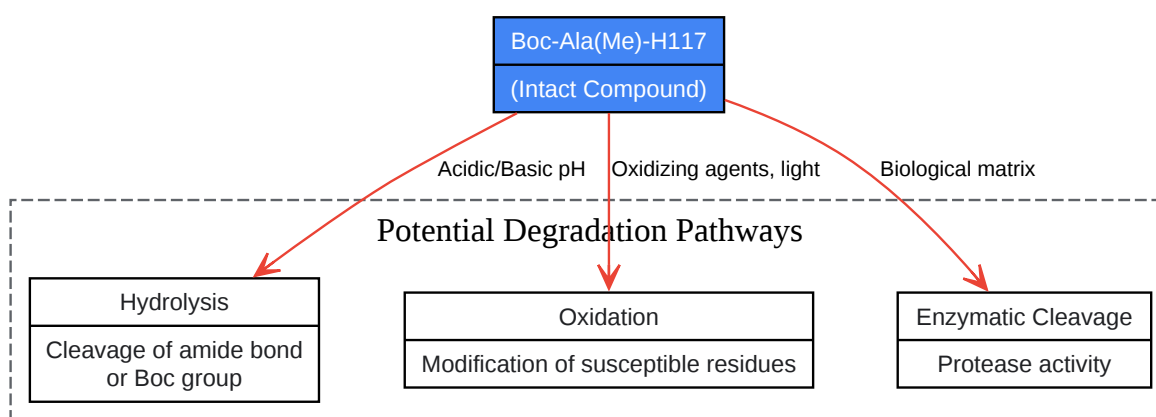 Boc-Ala(Me)-H117
(Intact Compound)
Acidic/Basic pH
Oxidizing agents, light
Biological matrix
Potential Degradation Pathways
Hydrolysis
Cleavage of amide bond
or Boc group
Oxidation
Modification of susceptible residues
Enzymatic Cleavage
Protease activity